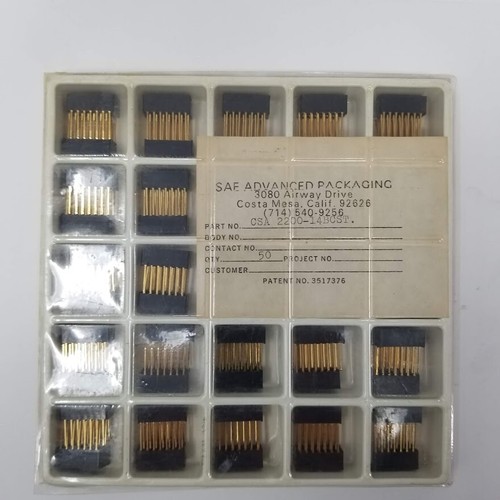 SAE ADVANCED PACKAGING
3080 Airway Drive
Costa Mesa, Calif. 92626
(714) 540-9256
PART NO. CSA 2200-14BCST.
BODY NO.
CONTACT NO.
QTY. 50 PROJECT NO.
CUSTOMER
PATENT NO. 3517376